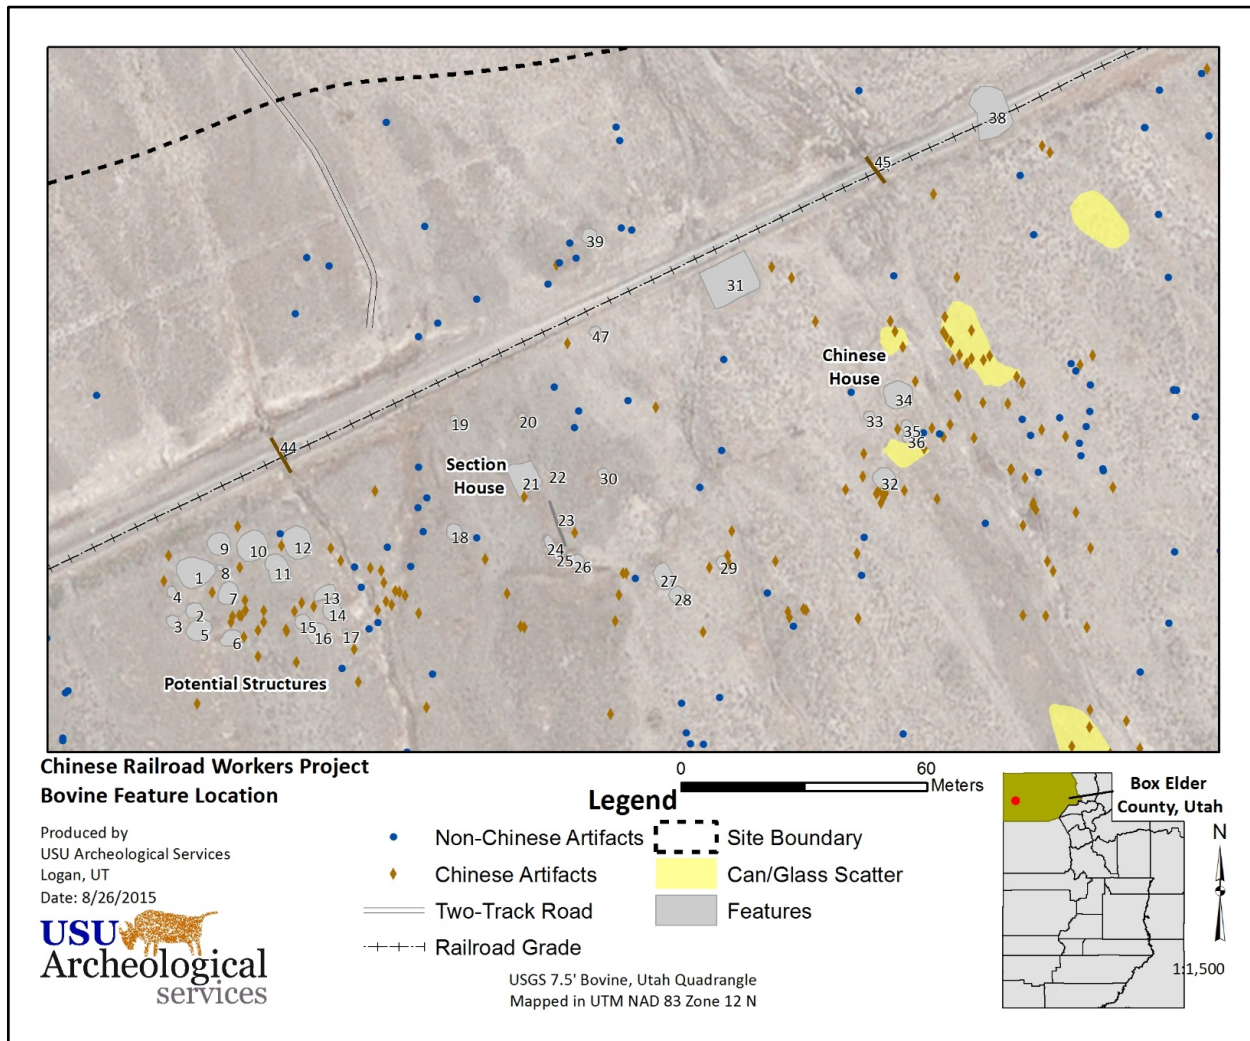 38
45
39
31
47
Chinese
House
34
33
35
36
32
19
20
44
Section
House
21
22
30
23
18
24
25
26
27
28
29
9
10
12
11
1
8
4
7
13
2
14
3
5
15
6
16
17
Potential Structures
Chinese Railroad Workers Project
Bovine Feature Location
Produced by
USU Archeological Services
Logan, UT
Date: 8/26/2015
USU
Archeological
services
0 60
Meters
Legend
Non-Chinese Artifacts
Chinese Artifacts
Two-Track Road
Railroad Grade
Site Boundary
Can/Glass Scatter
Features
USGS 7.5' Bovine, Utah Quadrangle
Mapped in UTM NAD 83 Zone 12 N
Box Elder
County, Utah
N
1:1,500